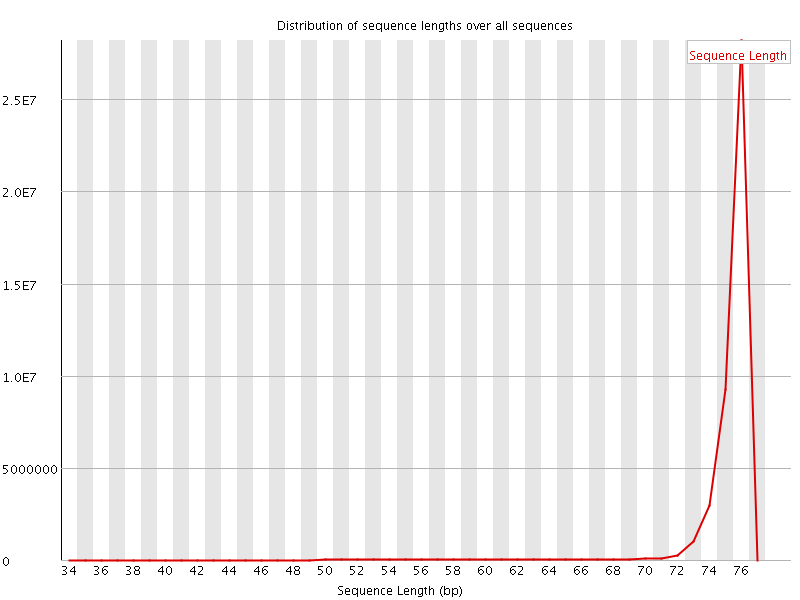 Distribution of sequence lengths over all sequences
Sequence Length
2.5E7
2.0E7
1.5E7
1.0E7
5000000
0
34 36 38 40 42 44 46 48 50 52 54 56 58 60 62 64 66 68 70 72 74 76
Sequence Length (bp)